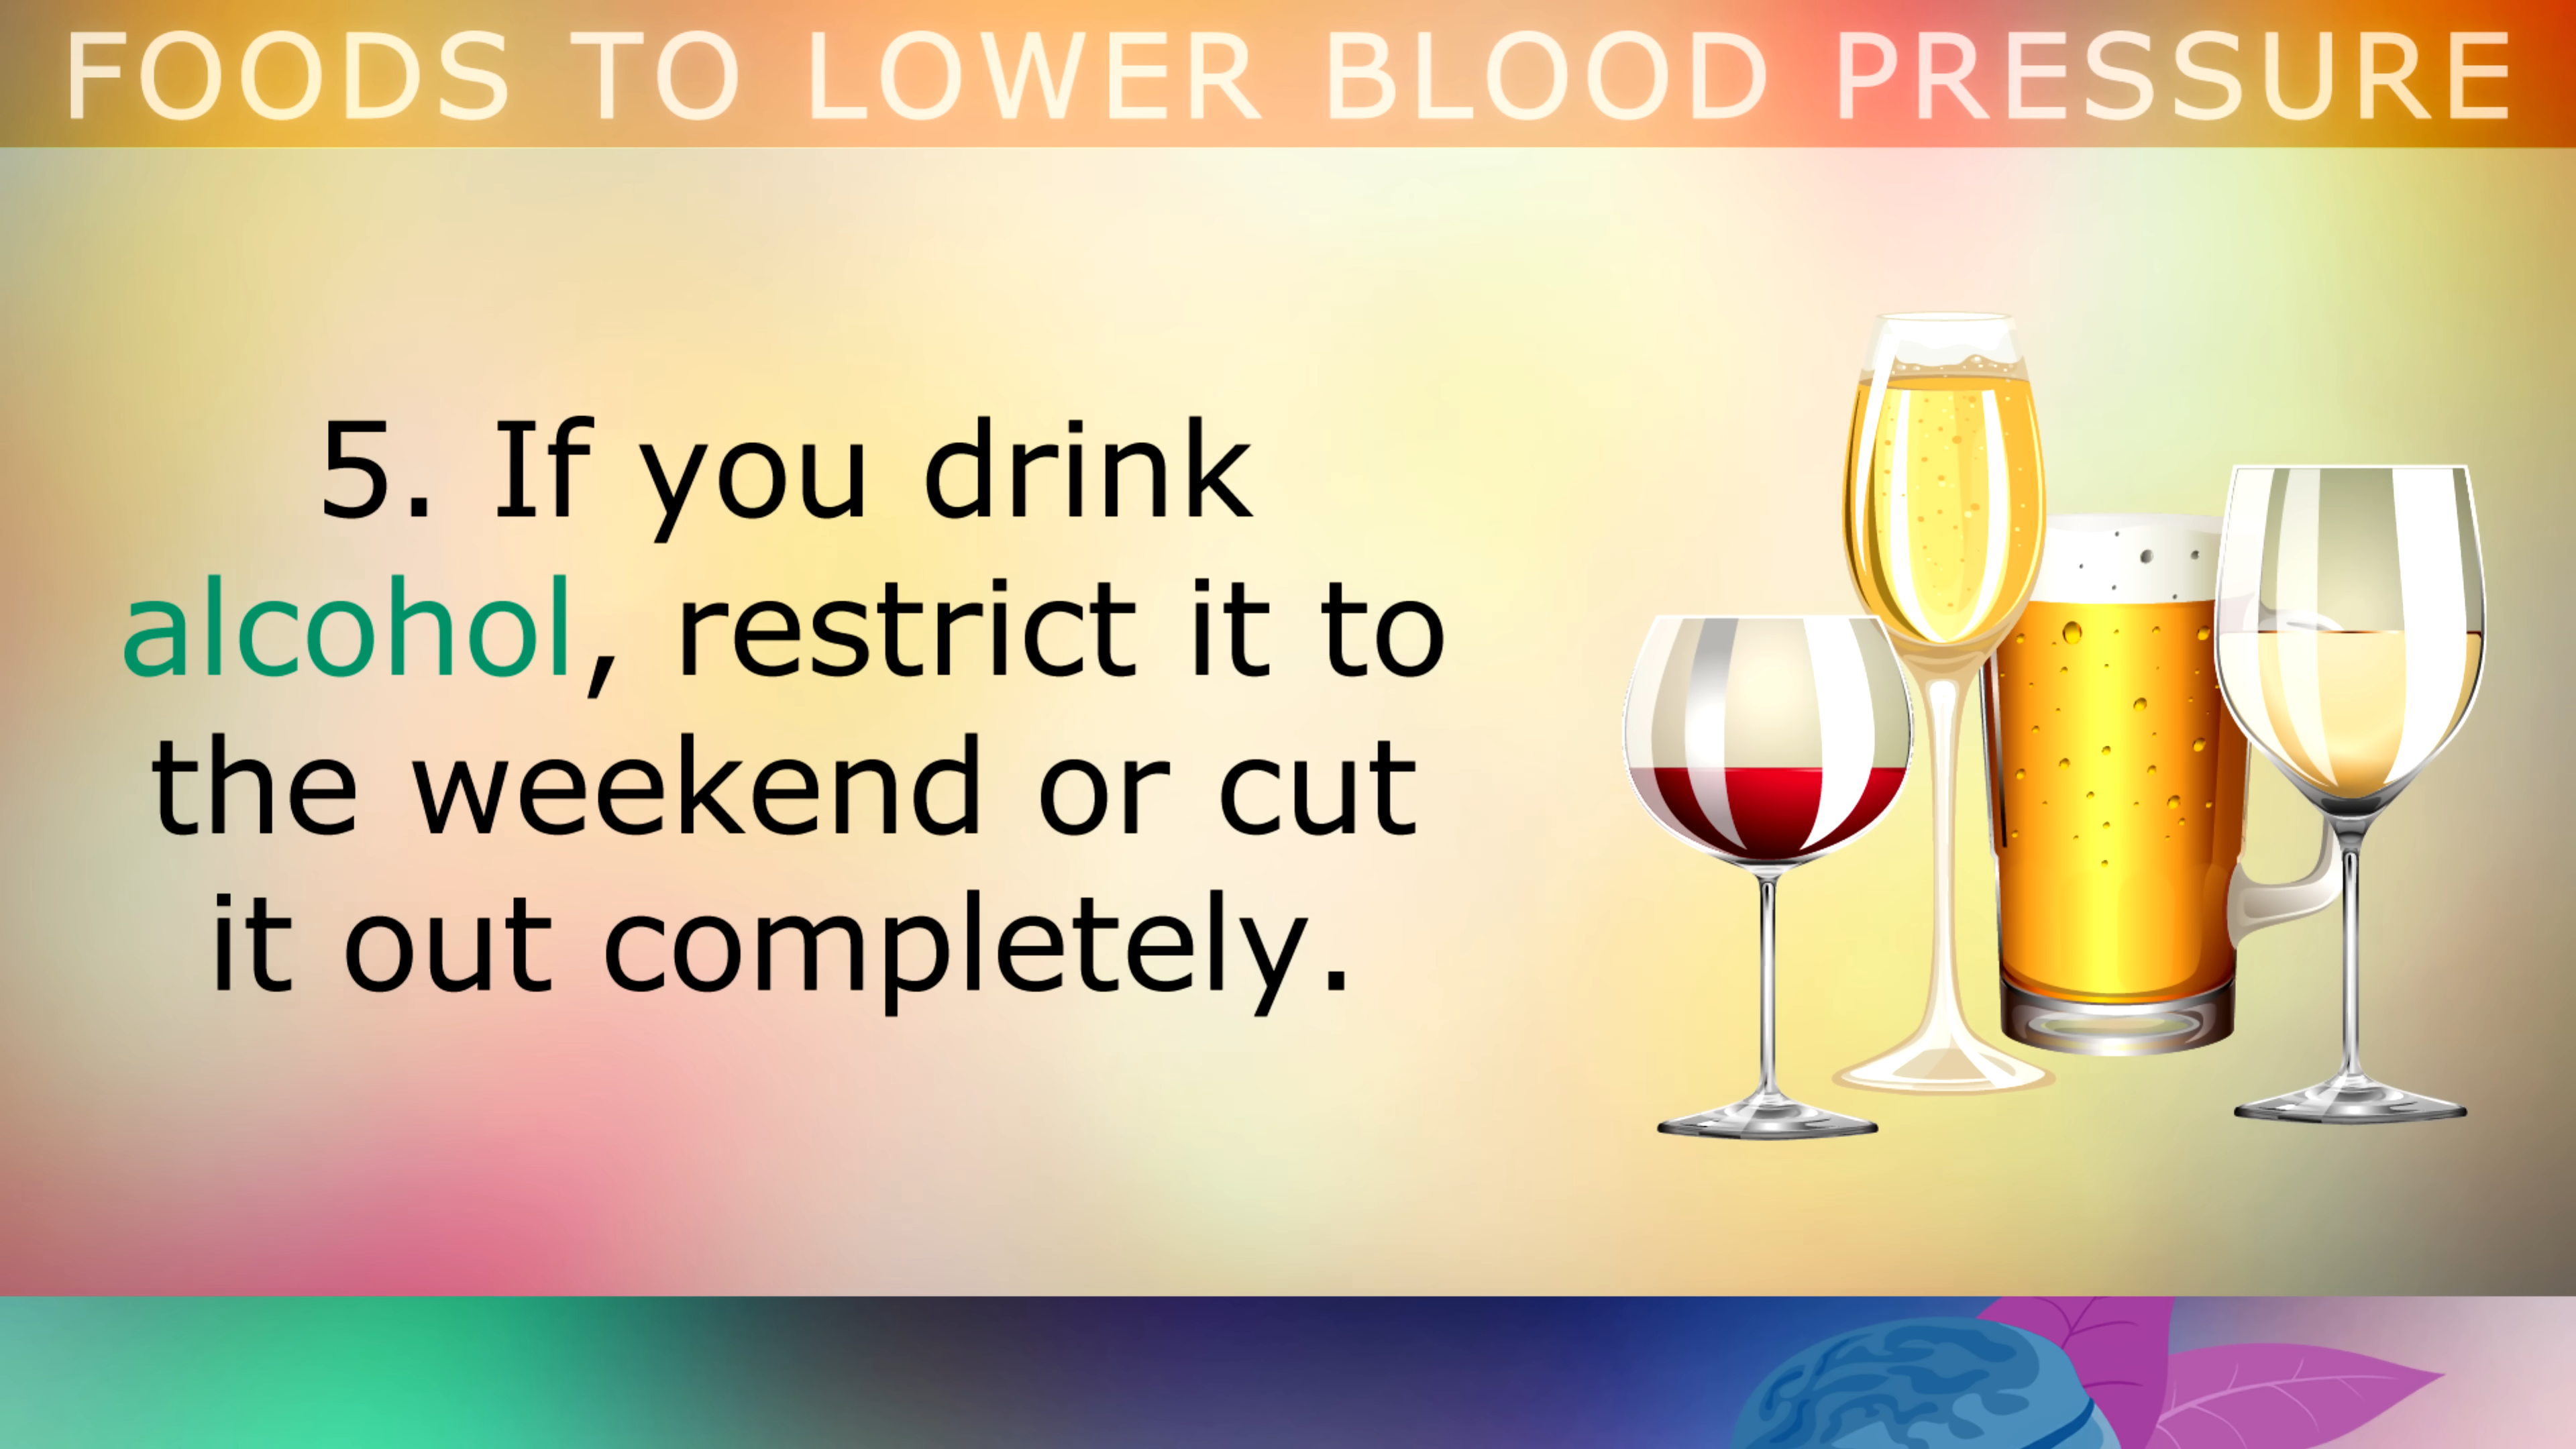 FOODS TO LOWER BLOOD PRESSURE
5. If you drink
alcohol, restrict it to
the weekend or cut
it out completely.